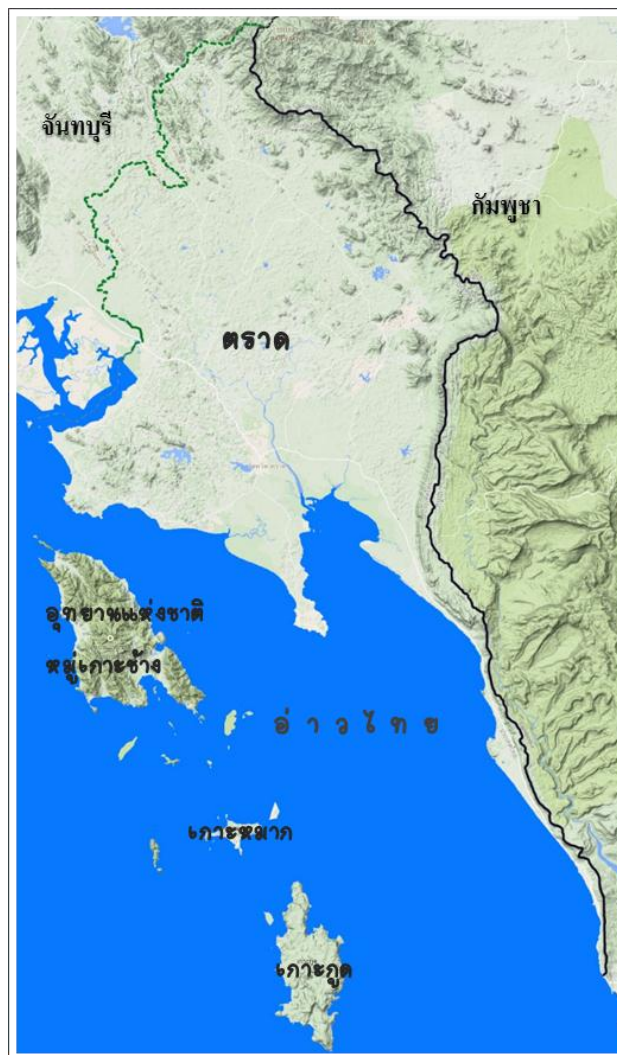 จันทบุรี
กัมพูชา
ตราด
อุทยานแห่งชาติ
หมู่เกาะช้าง
อ่าวไทย
เกาะหมาก
เกาะกูด